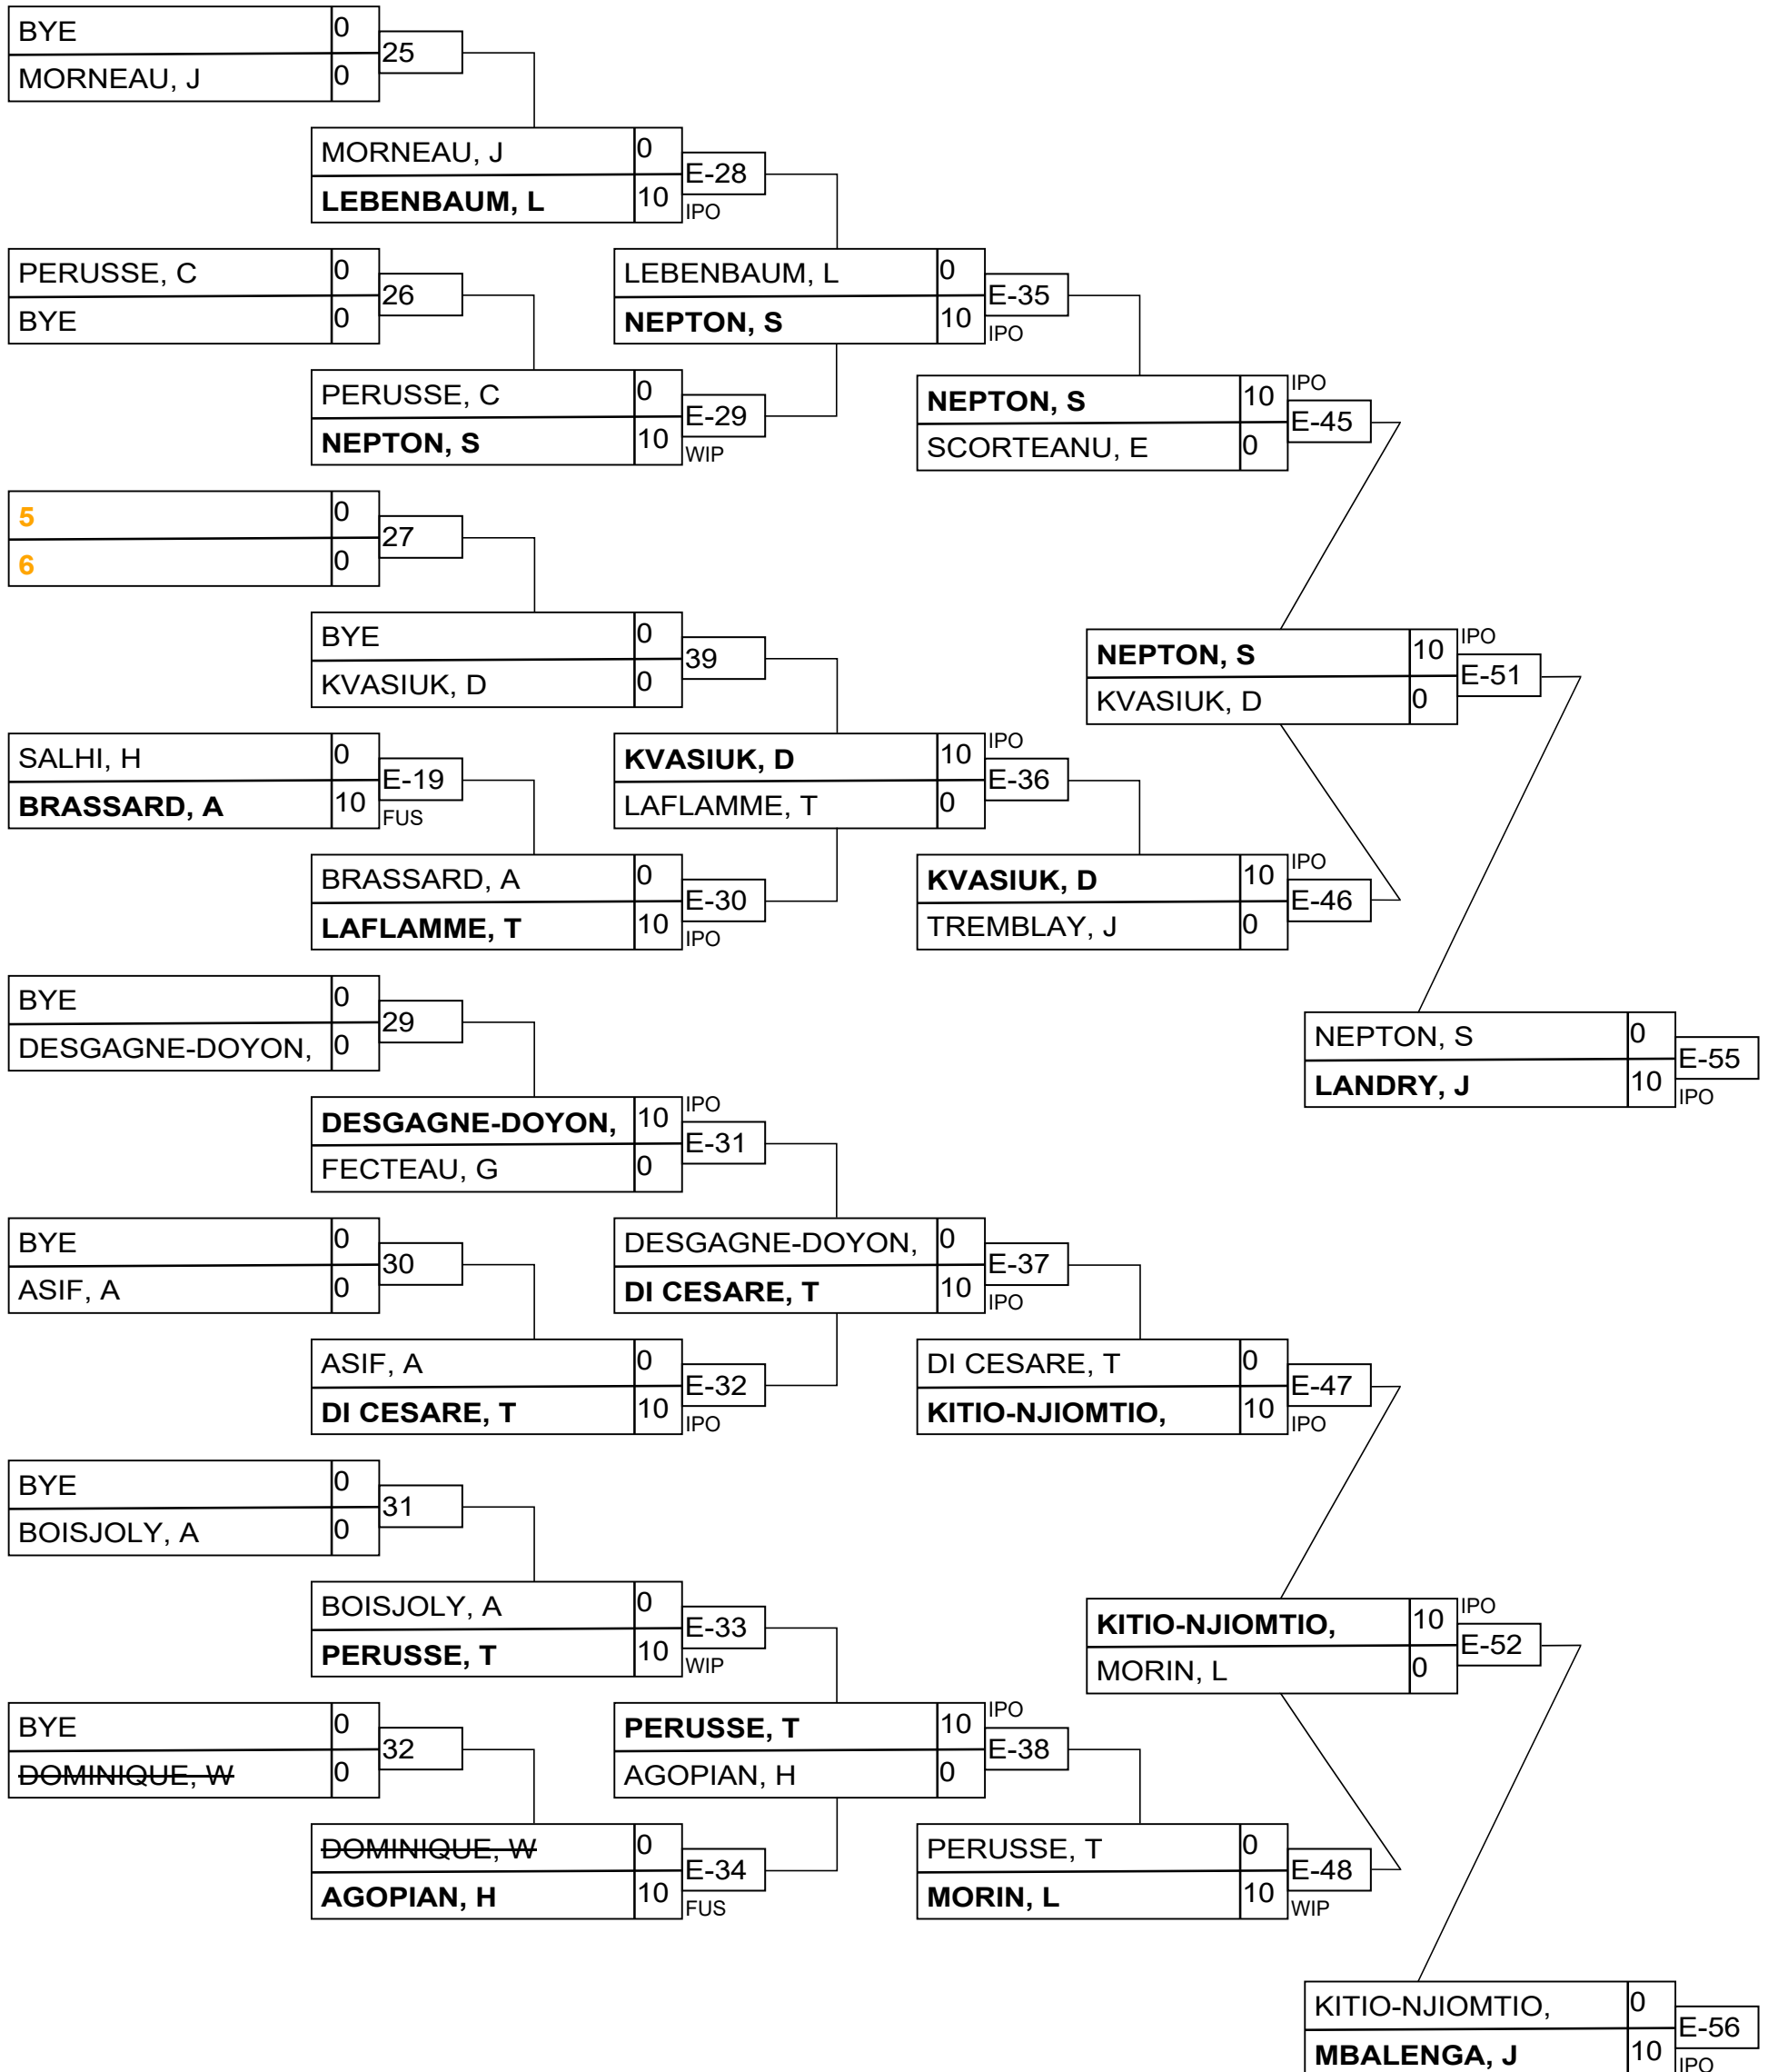 BYE 0
25
MORNEAU, J 0
MORNEAU, J 0
E-28
LEBENBAUM, L 10 IPO
PERUSSE, C 0
26
BYE 0
LEBENBAUM, L 0
E-35
NEPTON, S 10 IPO
PERUSSE, C 0
E-29
NEPTON, S 10 WIP
NEPTON, S 10 IPO
E-45
SCORTEANU, E 0
5 0
27
6 0
BYE 0
39
KVASIUK, D 0
NEPTON, S 10 IPO
E-51
KVASIUK, D 0
SALHI, H 0
E-19
BRASSARD, A 10 FUS
KVASIUK, D 10 IPO
E-36
LAFLAMME, T 0
BRASSARD, A 0
E-30
LAFLAMME, T 10 IPO
KVASIUK, D 10 IPO
E-46
TREMBLAY, J 0
BYE 0
29
DESGAGNE-DOYON, 0
NEPTON, S 0
E-55
LANDRY, J 10 IPO
DESGAGNE-DOYON, 10 IPO
E-31
FECTEAU, G 0
BYE 0
30
ASIF, A 0
DESGAGNE-DOYON, 0
E-37
DI CESARE, T 10 IPO
ASIF, A 0
E-32
DI CESARE, T 10 IPO
DI CESARE, T 0
E-47
KITIO-NJIOMTIO, 10 IPO
BYE 0
31
BOISJOLY, A 0
BOISJOLY, A 0
E-33
PERUSSE, T 10 WIP
KITIO-NJIOMTIO, 10 IPO
E-52
MORIN, L 0
BYE 0
32
DOMINIQUE, W 0
PERUSSE, T 10 IPO
E-38
AGOPIAN, H 0
DOMINIQUE, W 0
E-34
AGOPIAN, H 10 FUS
PERUSSE, T 0
E-48
MORIN, L 10 WIP
KITIO-NJIOMTIO, 0
E-56
MBALENGA, J 10 IPO